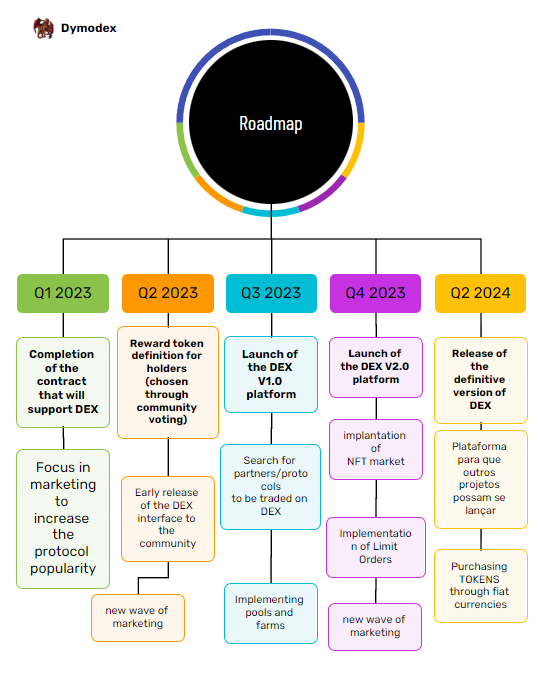 Dymodex
Roadmap
Q1 2023
Completion
of the
contract
that will
support DEX
Focus in
marketing
to
increase
the
protocol
popularity
Q2 2023
Reward token
definition for
holders
(chosen
through
community
voting)
Early release
of the DEX
interface to
the
community
new wave of
marketing
Q3 2023
Launch of
the DEX
V1.0
platform
Search for
partners/proto
cols
to be traded on
DEX
Implementing
pools and
farms
Q4 2023
Launch of
the DEX V2.0
platform
implantation
of
NFT market
Implementatio
n of Limit
Orders
new wave of
marketing
Q2 2024
Release of
the
definitive
version of
DEX
Plataforma
para que
outros
projetos
possam se
lançar
Purchasing
TOKENS
through fiat
currencies